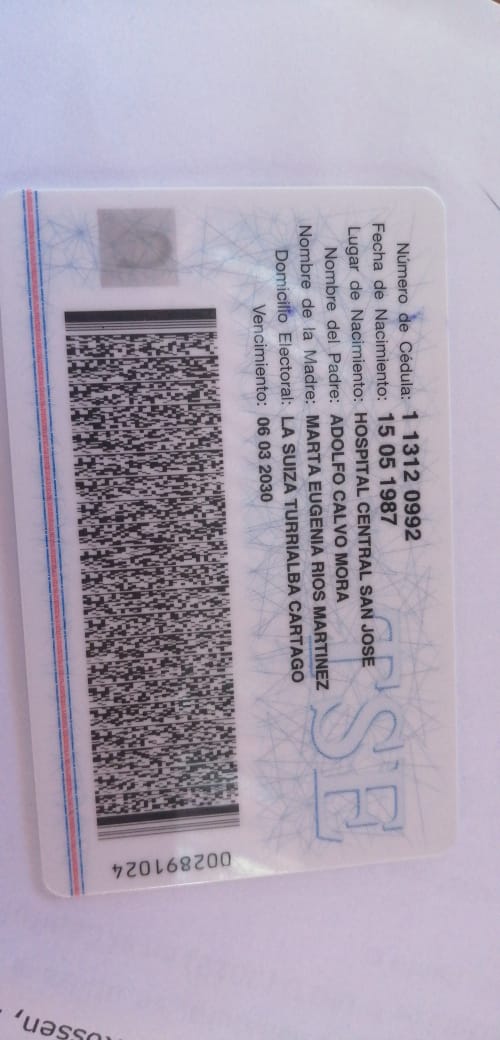 Número de Cédula: 1 1312 0992
Fecha de Nacimiento: 15 05 1987
Lugar de Nacimiento: HOSPITAL CENTRAL SAN JOSE
Nombre del Padre: ADOLFO CALVO MORA
Nombre de la Madre: MARTA EUGENIA RIOS MARTINEZ
Domicilio Electoral: LA SUIZA TURRIALBA CARTAGO
Vencimiento: 06 03 2030
TSE
002891024